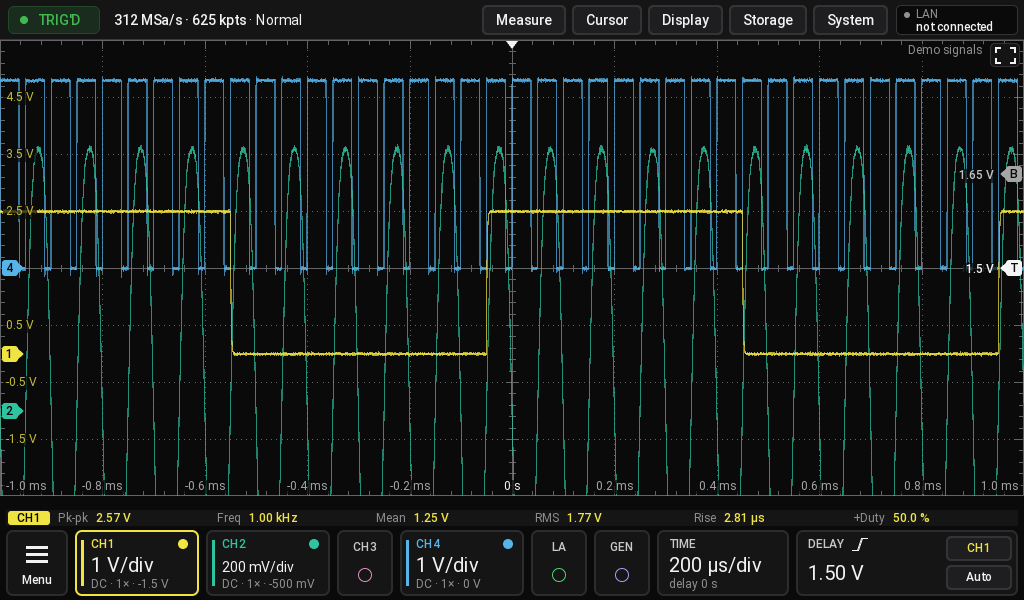 TRIG'D
312 MSa/s · 625 kpts · Normal
Measure
Cursor
Display
Storage
System
LAN
not connected
Demo signals
4.5 V
3.5 V
1.65 V
B
2.5 V
4
1.5 V
T
0.5 V
1
-0.5 V
2
-1.5 V
-1.0 ms
-0.8 ms
-0.6 ms
-0.4 ms
-0.2 ms
0 s
0.2 ms
0.4 ms
0.6 ms
0.8 ms
1.0 ms
CH1
Pk-pk 2.57 V
Freq 1.00 kHz
Mean 1.25 V
RMS 1.77 V
Rise 2.81 µs
+Duty 50.0 %
Menu
CH1
1 V/div
DC · 1× · -1.5 V
CH2
200 mV/div
DC · 1× · -500 mV
CH3
CH4
1 V/div
DC · 1× · 0 V
LA
GEN
TIME
200 µs/div
delay 0 s
DELAY
1.50 V
CH1
Auto